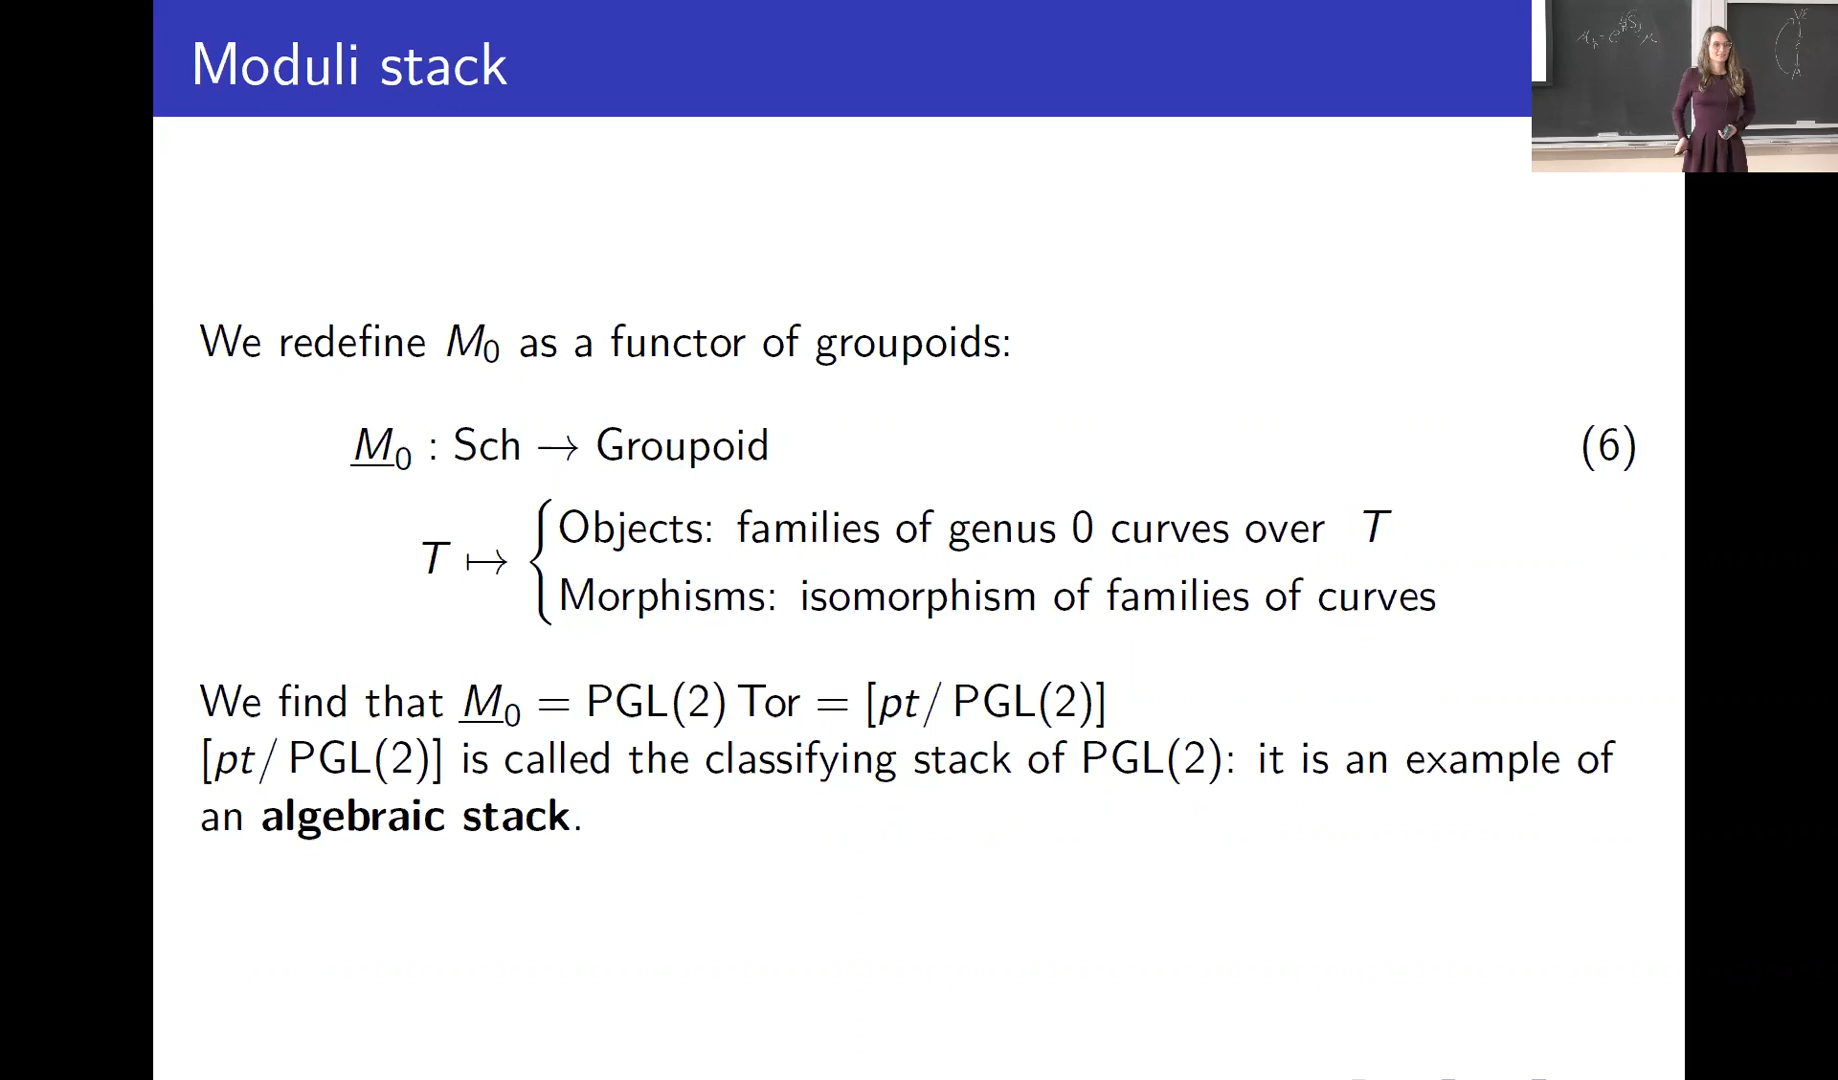 Moduli stack
We redefine M₀ as a functor of groupoids:
M̲₀ : Sch → Groupoid (6)
T ↦ { Objects: families of genus 0 curves over T
Morphisms: isomorphism of families of curves
We find that M̲₀ = PGL(2) Tor = [pt/ PGL(2)]
[pt/ PGL(2)] is called the classifying stack of PGL(2): it is an example of
an algebraic stack.